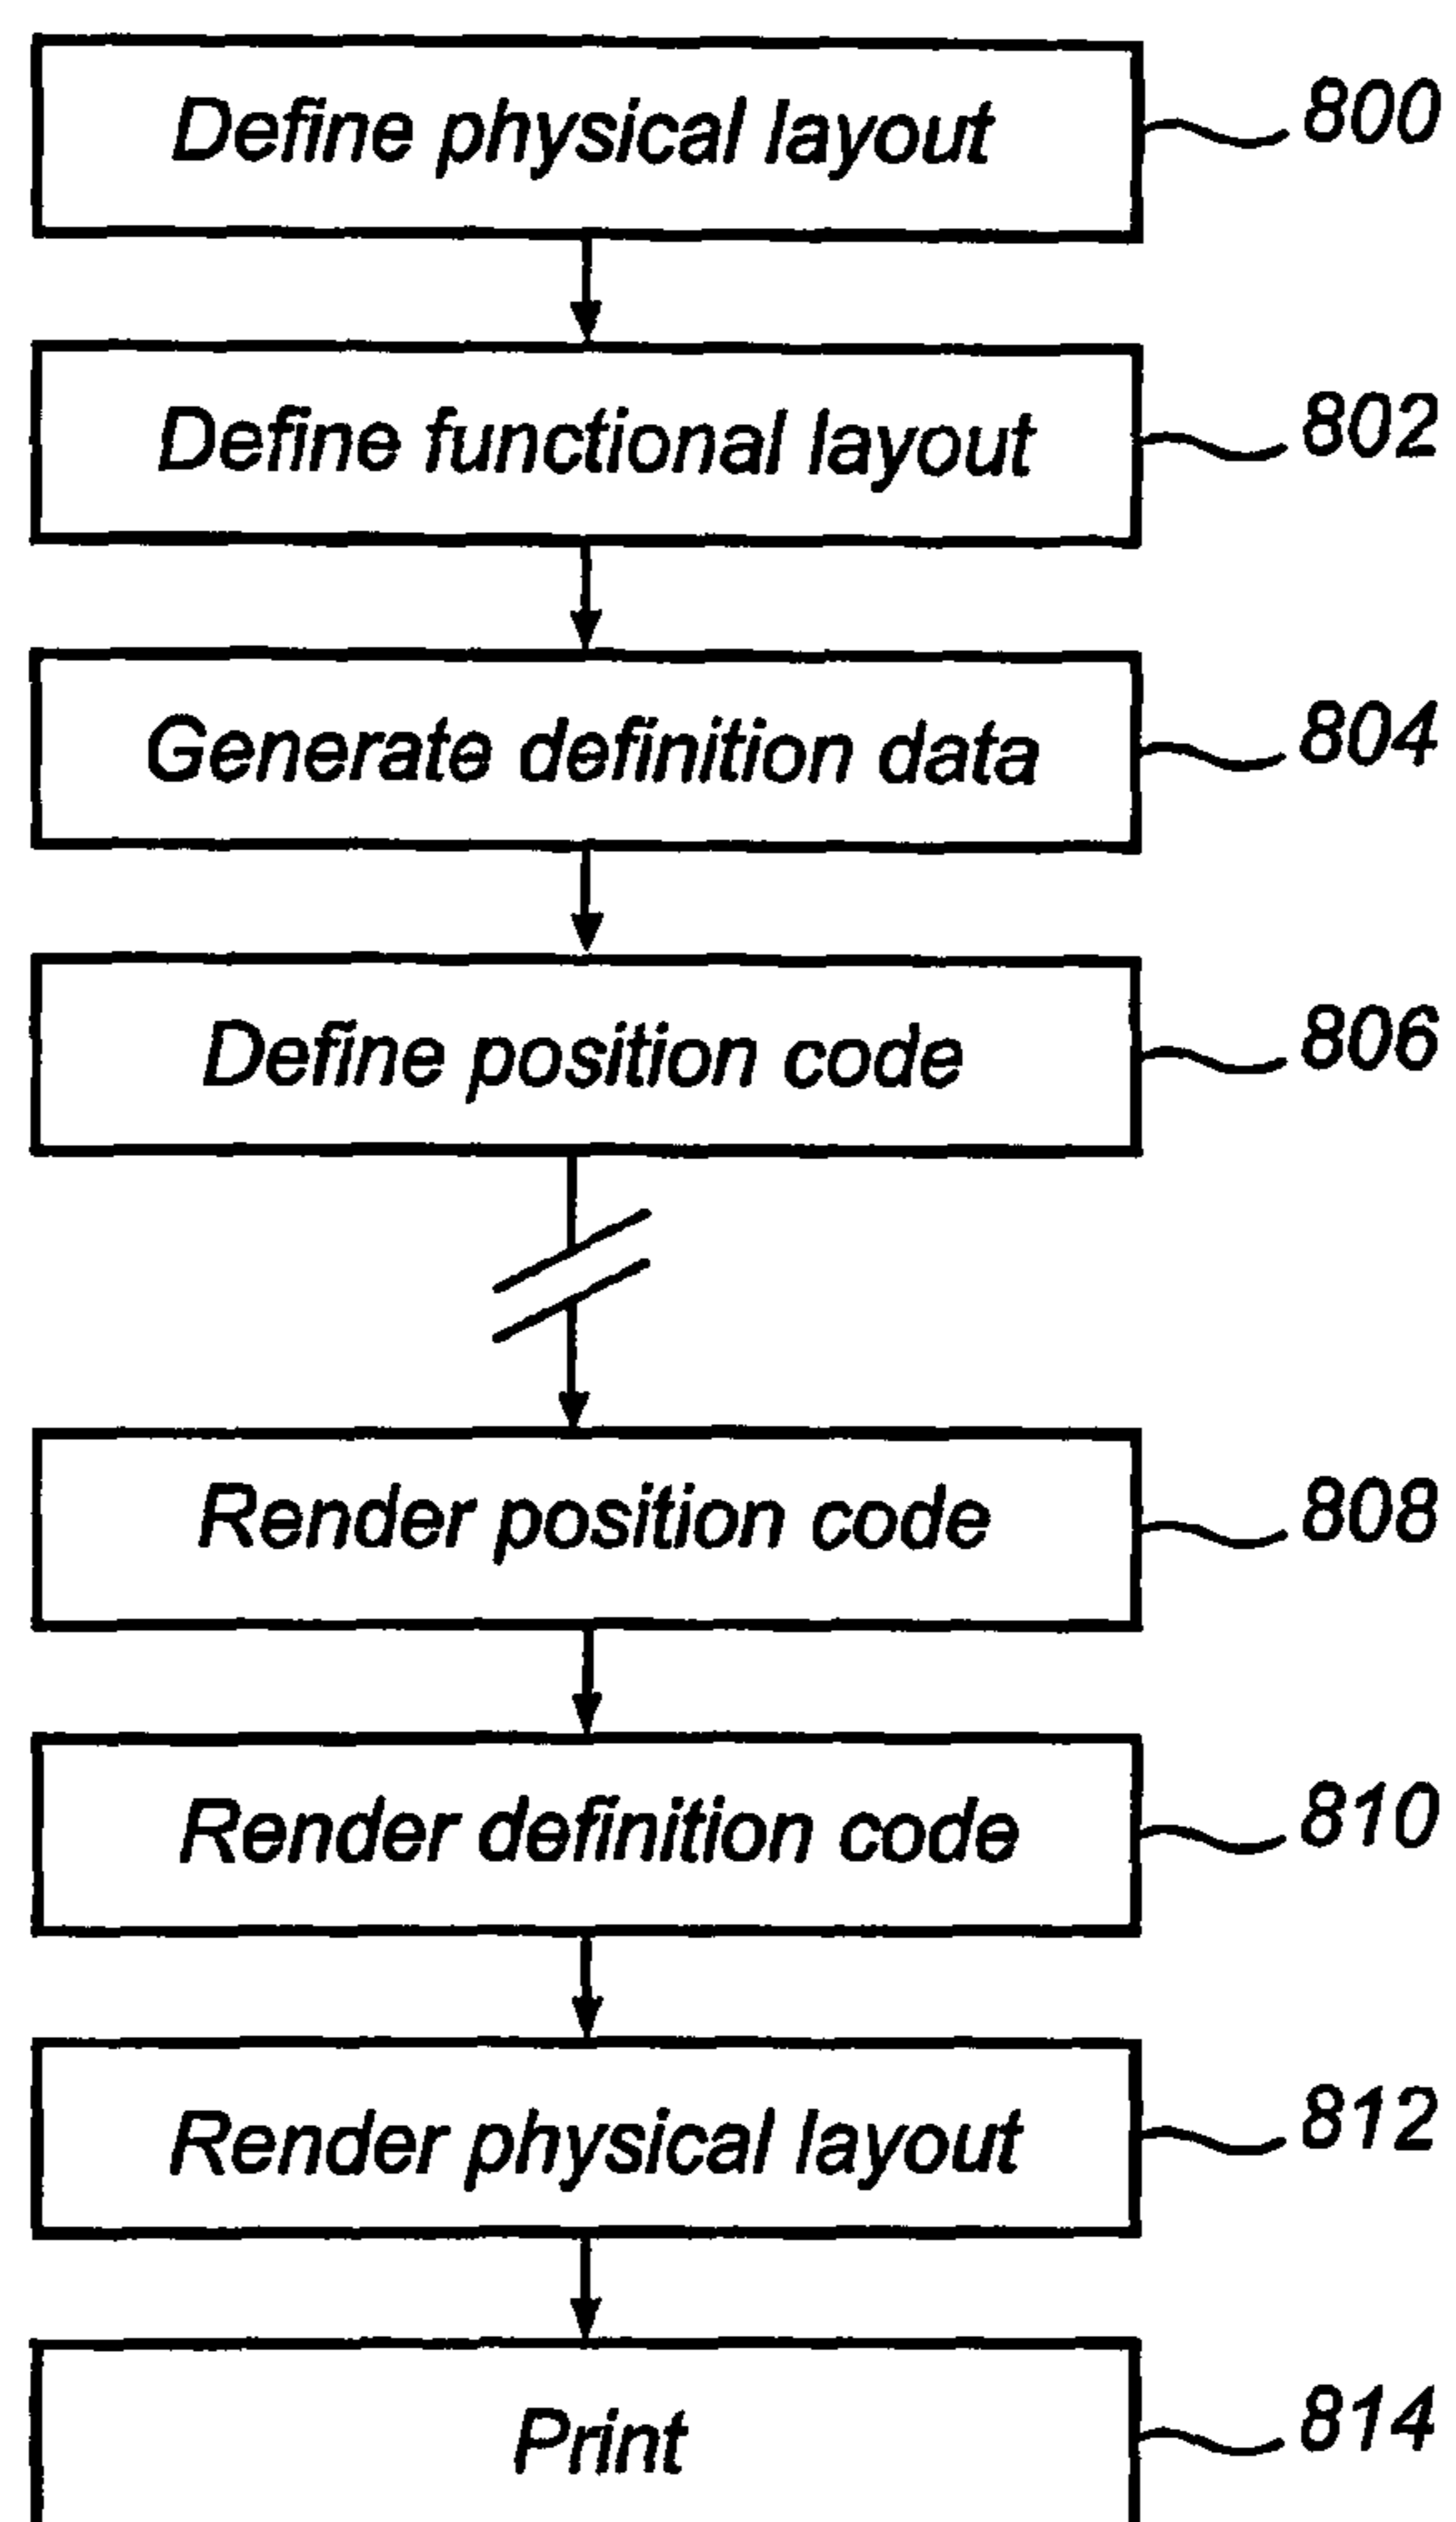 Define physical layout 800
Define functional layout 802
Generate definition data 804
Define position code 806
Render position code 808
Render definition code 810
Render physical layout 812
Print 814